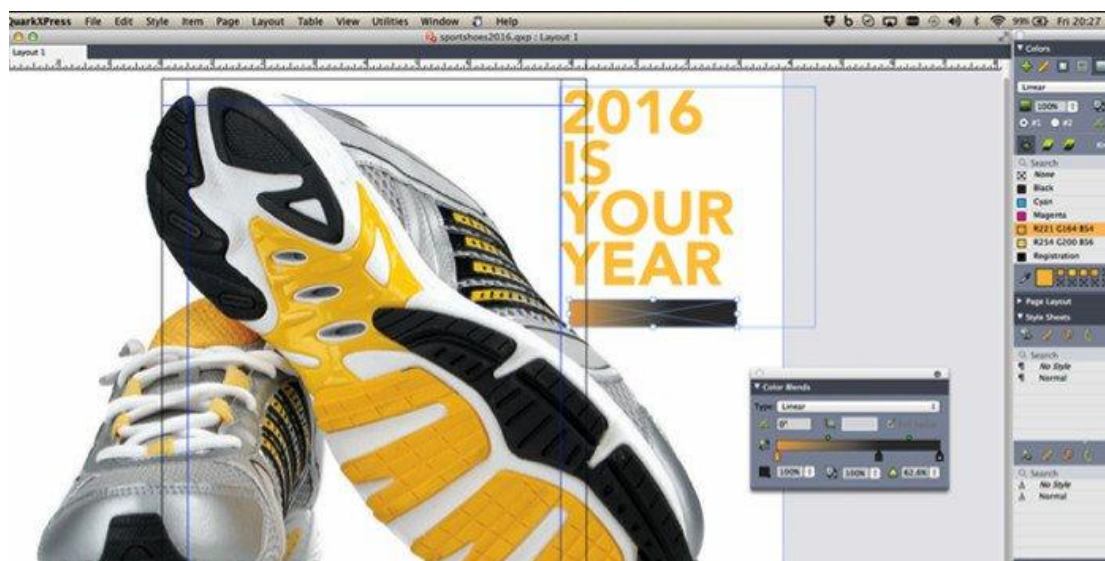 QuarkXPress File Edit Style Item Page Layout Table View Utilities Window Help 99% Fri 20:27
sportshoes2016.qxp : Layout 1
Layout 1
Colors
Linear
100%
#1 #2
Search
None
Black
Cyan
Magenta
R221 G164 B54
R254 G200 B56
Registration
Page Layout
Style Sheets
Search
No Style
Normal
Search
No Style
Normal
2016
IS
YOUR
YEAR
Color Blends
Type: Linear
0°
100% 100% 62.6%